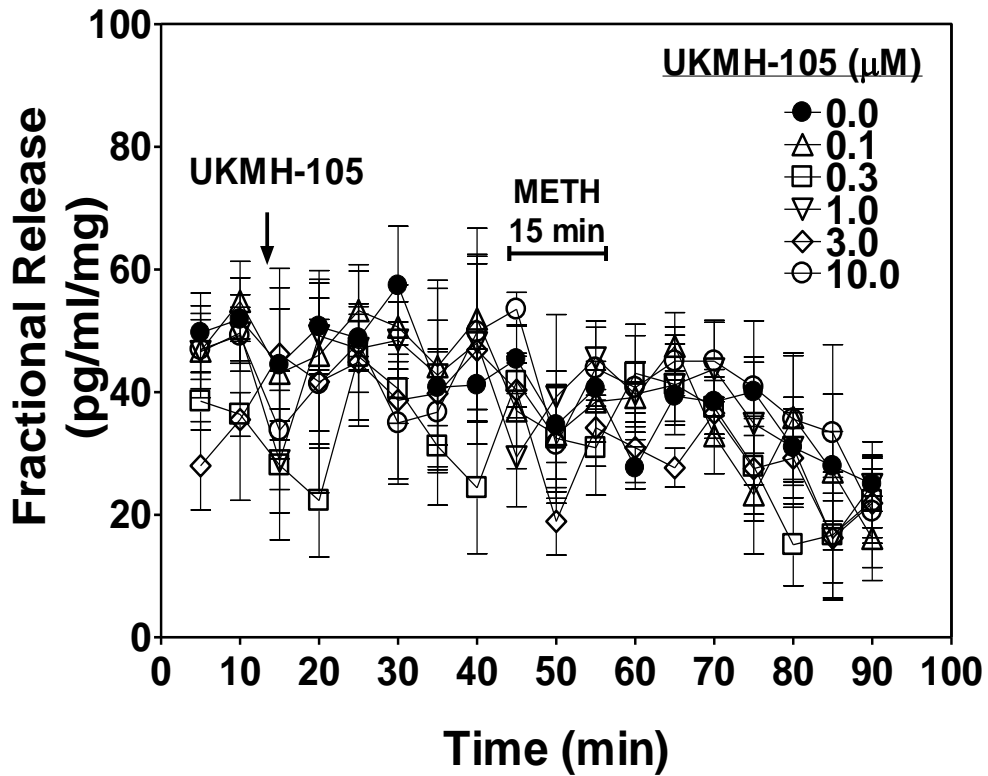 100
80
60
40
20
0
Fractional Release
(pg/ml/mg)
UKMH-105 (μM)
0.0
0.1
0.3
1.0
3.0
10.0
UKMH-105
METH
15 min
0 10 20 30 40 50 60 70 80 90 100
Time (min)